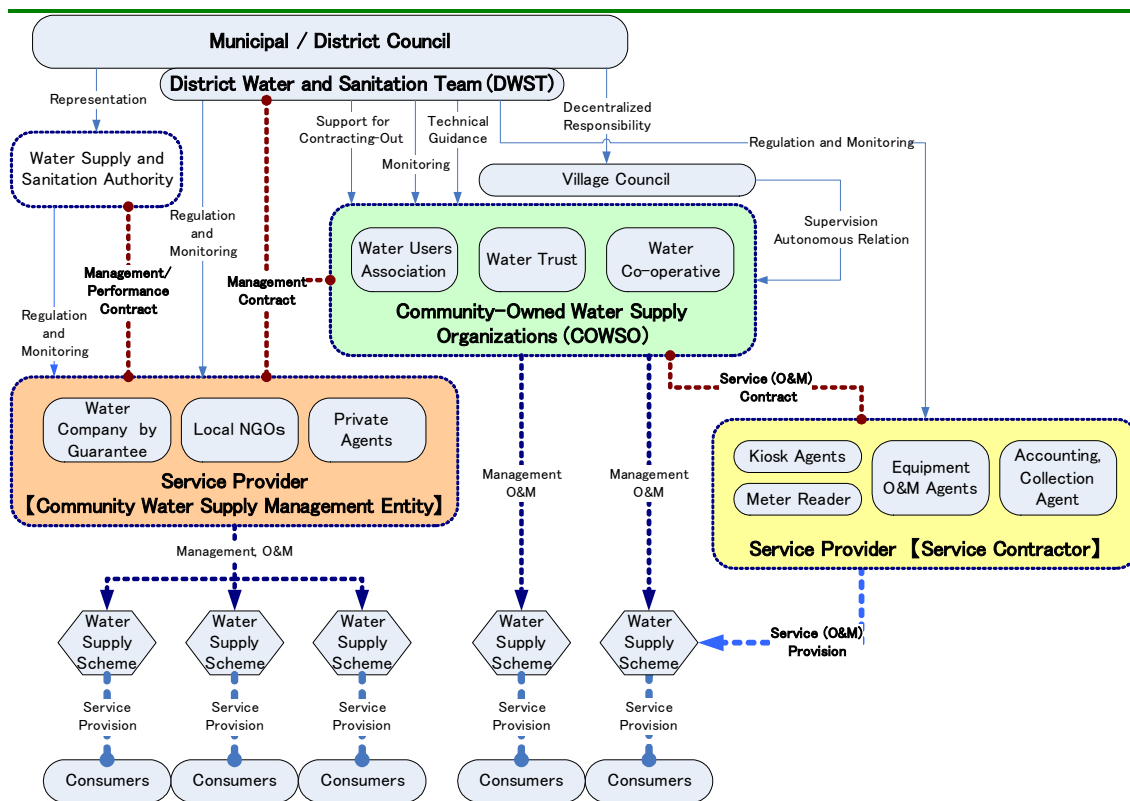 Municipal / District Council
District Water and Sanitation Team (DWST)
Representation
Support for
Contracting-Out
Technical
Guidance
Decentralized
Responsibility
Monitoring
Regulation and Monitoring
Water Supply and
Sanitation Authority
Village Council
Regulation
and
Monitoring
Supervision
Autonomous Relation
Water Users
Association
Water Trust
Water
Co-operative
Management/
Performance
Contract
Management
Contract
Community-Owned Water Supply
Organizations (COWSO)
Regulation
and
Monitoring
Service (O&M)
Contract
Water
Company by
Guarantee
Local NGOs
Private
Agents
Service Provider
【Community Water Supply Management Entity】
Management
O&M
Management
O&M
Kiosk Agents
Meter Reader
Equipment
O&M Agents
Accounting,
Collection
Agent
Service Provider 【Service Contractor】
Management, O&M
Water
Supply
Scheme
Water
Supply
Scheme
Water
Supply
Scheme
Water
Supply
Scheme
Water
Supply
Scheme
Service (O&M)
Provision
Service
Provision
Service
Provision
Service
Provision
Service
Provision
Service
Provision
Consumers
Consumers
Consumers
Consumers
Consumers